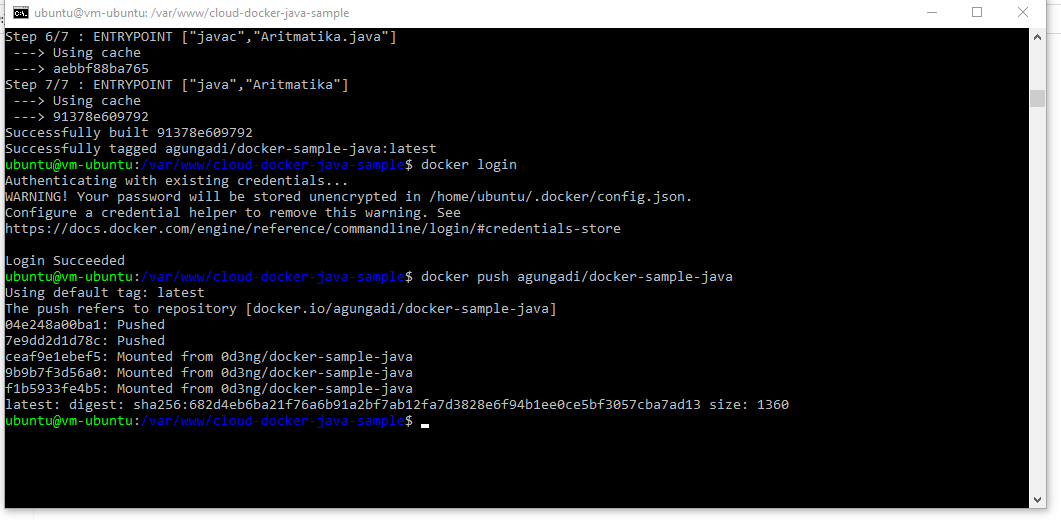 ubuntu@vm-ubuntu: /var/www/cloud-docker-java-sample
Step 6/7 : ENTRYPOINT ["javac","Aritmatika.java"]
 ---> Using cache
 ---> aebbf88ba765
Step 7/7 : ENTRYPOINT ["java","Aritmatika"]
 ---> Using cache
 ---> 91378e609792
Successfully built 91378e609792
Successfully tagged agungadi/docker-sample-java:latest
ubuntu@vm-ubuntu:/var/www/cloud-docker-java-sample$ docker login
Authenticating with existing credentials...
WARNING! Your password will be stored unencrypted in /home/ubuntu/.docker/config.json.
Configure a credential helper to remove this warning. See
https://docs.docker.com/engine/reference/commandline/login/#credentials-store
Login Succeeded
ubuntu@vm-ubuntu:/var/www/cloud-docker-java-sample$ docker push agungadi/docker-sample-java
Using default tag: latest
The push refers to repository [docker.io/agungadi/docker-sample-java]
04e248a00ba1: Pushed
7e9dd2d1d78c: Pushed
ceaf9e1ebef5: Mounted from 0d3ng/docker-sample-java
9b9b7f3d56a0: Mounted from 0d3ng/docker-sample-java
f1b5933fe4b5: Mounted from 0d3ng/docker-sample-java
latest: digest: sha256:682d4eb6ba21f76a6b91a2bf7ab12fa7d3828e6f94b1ee0ce5bf3057cba7ad13 size: 1360
ubuntu@vm-ubuntu:/var/www/cloud-docker-java-sample$